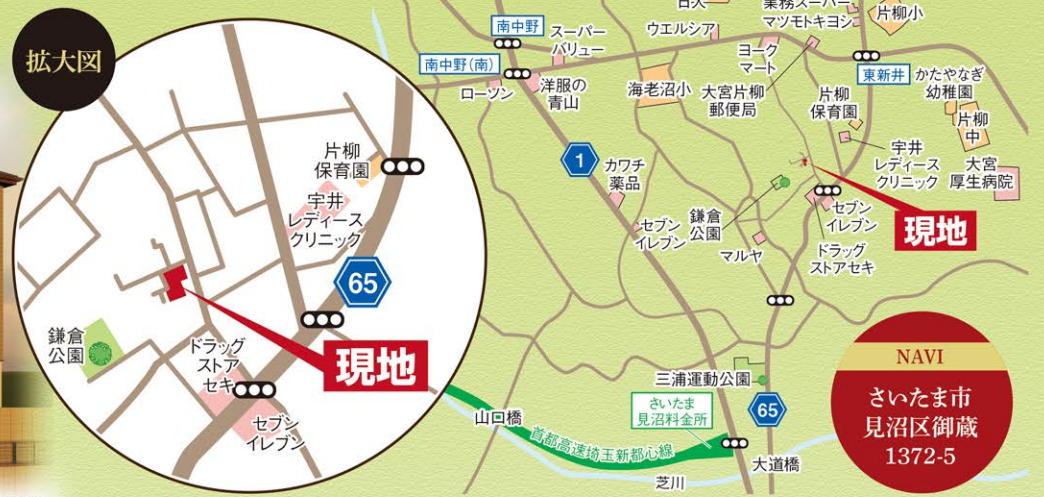 拡大図
片柳
保育園
宇井
レディース
クリニック
65
現地
鎌倉
公園
ドラッグ
ストア
セキ
セブン
イレブン
南中野
スーパー
バリュー
ウエルシア
業務スーパー
マツモトキヨシ
片柳小
南中野(南)
ローソン
洋服の
青山
海老沼小
ヨーク
マート
大宮片柳
郵便局
東新井
かたやなぎ
幼稚園
片柳
保育園
片柳
中
宇井
レディース
クリニック
大宮
厚生病院
1
カワチ
薬品
セブン
イレブン
鎌倉
公園
マルヤ
セブン
イレブン
ドラッグ
ストアセキ
現地
三浦運動公園
さいたま
見沼料金所
65
山口橋
首都高速埼玉新都心線
芝川
大道橋
NAVI
さいたま市
見沼区御蔵
1372-5